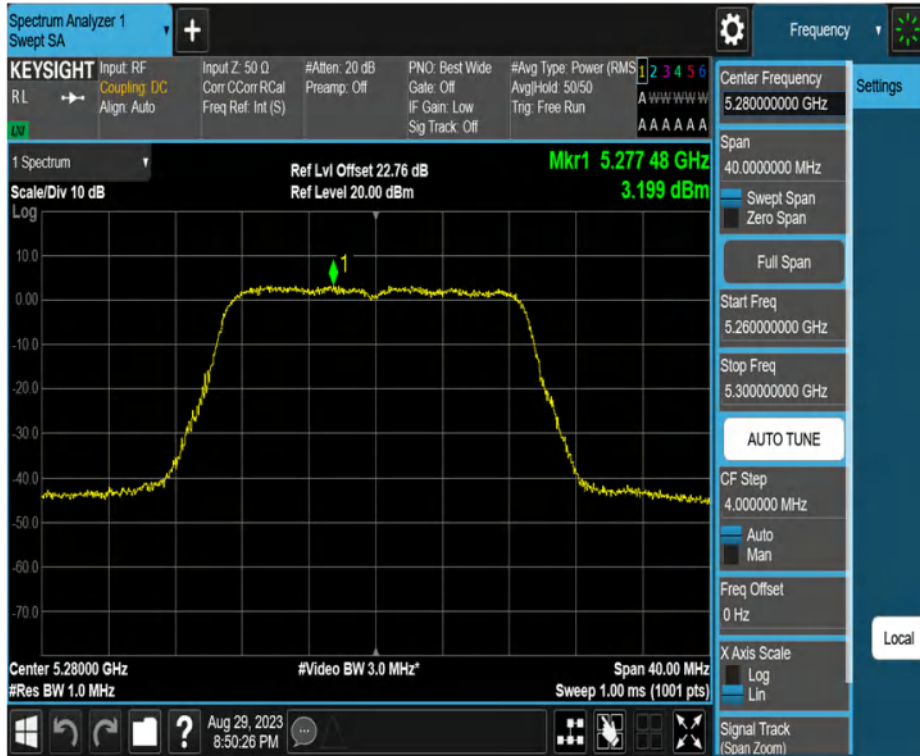 Spectrum Analyzer 1
Swept SA
Frequency
KEYSIGHT
RL
LXI
Input: RF
Coupling: DC
Align: Auto
Input Z: 50 Ω
Corr CCorr RCal
Freq Ref: Int (S)
#Atten: 20 dB
Preamp: Off
PNO: Best Wide
Gate: Off
IF Gain: Low
Sig Track: Off
#Avg Type: Power (RMS
Avg|Hold: 50/50
Trig: Free Run
1 2 3 4 5 6
A W W W W W
A A A A A A
Center Frequency
5.280000000 GHz
Settings
Span
40.0000000 MHz
Swept Span
Zero Span
Full Span
Start Freq
5.260000000 GHz
Stop Freq
5.300000000 GHz
AUTO TUNE
CF Step
4.000000 MHz
Auto
Man
Freq Offset
0 Hz
X Axis Scale
Log
Lin
Signal Track
(Span Zoom)
Local
1 Spectrum
Scale/Div 10 dB
Ref Lvl Offset 22.76 dB
Ref Level 20.00 dBm
Mkr1 5.277 48 GHz
3.199 dBm
Log
1
10.0
0.00
-10.0
-20.0
-30.0
-40.0
-50.0
-60.0
-70.0
Center 5.28000 GHz
#Video BW 3.0 MHz*
Span 40.00 MHz
#Res BW 1.0 MHz
Sweep 1.00 ms (1001 pts)
?
Aug 29, 2023
8:50:26 PM